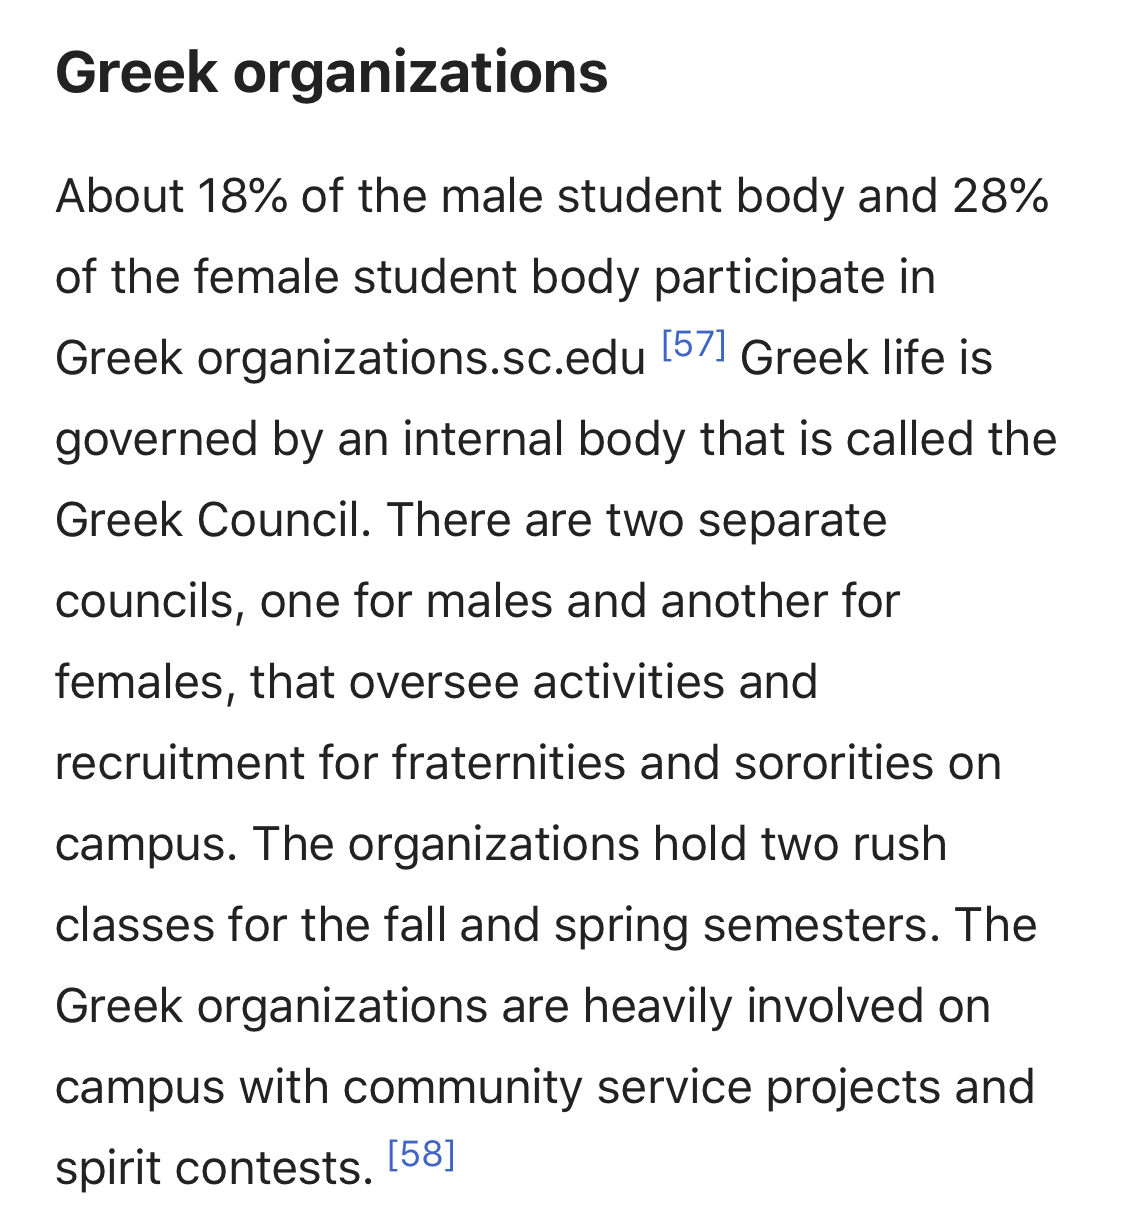 Greek organizations
About 18% of the male student body and 28%
of the female student body participate in
Greek organizations.sc.edu [57] Greek life is
governed by an internal body that is called the
Greek Council. There are two separate
councils, one for males and another for
females, that oversee activities and
recruitment for fraternities and sororities on
campus. The organizations hold two rush
classes for the fall and spring semesters. The
Greek organizations are heavily involved on
campus with community service projects and
spirit contests. [58]